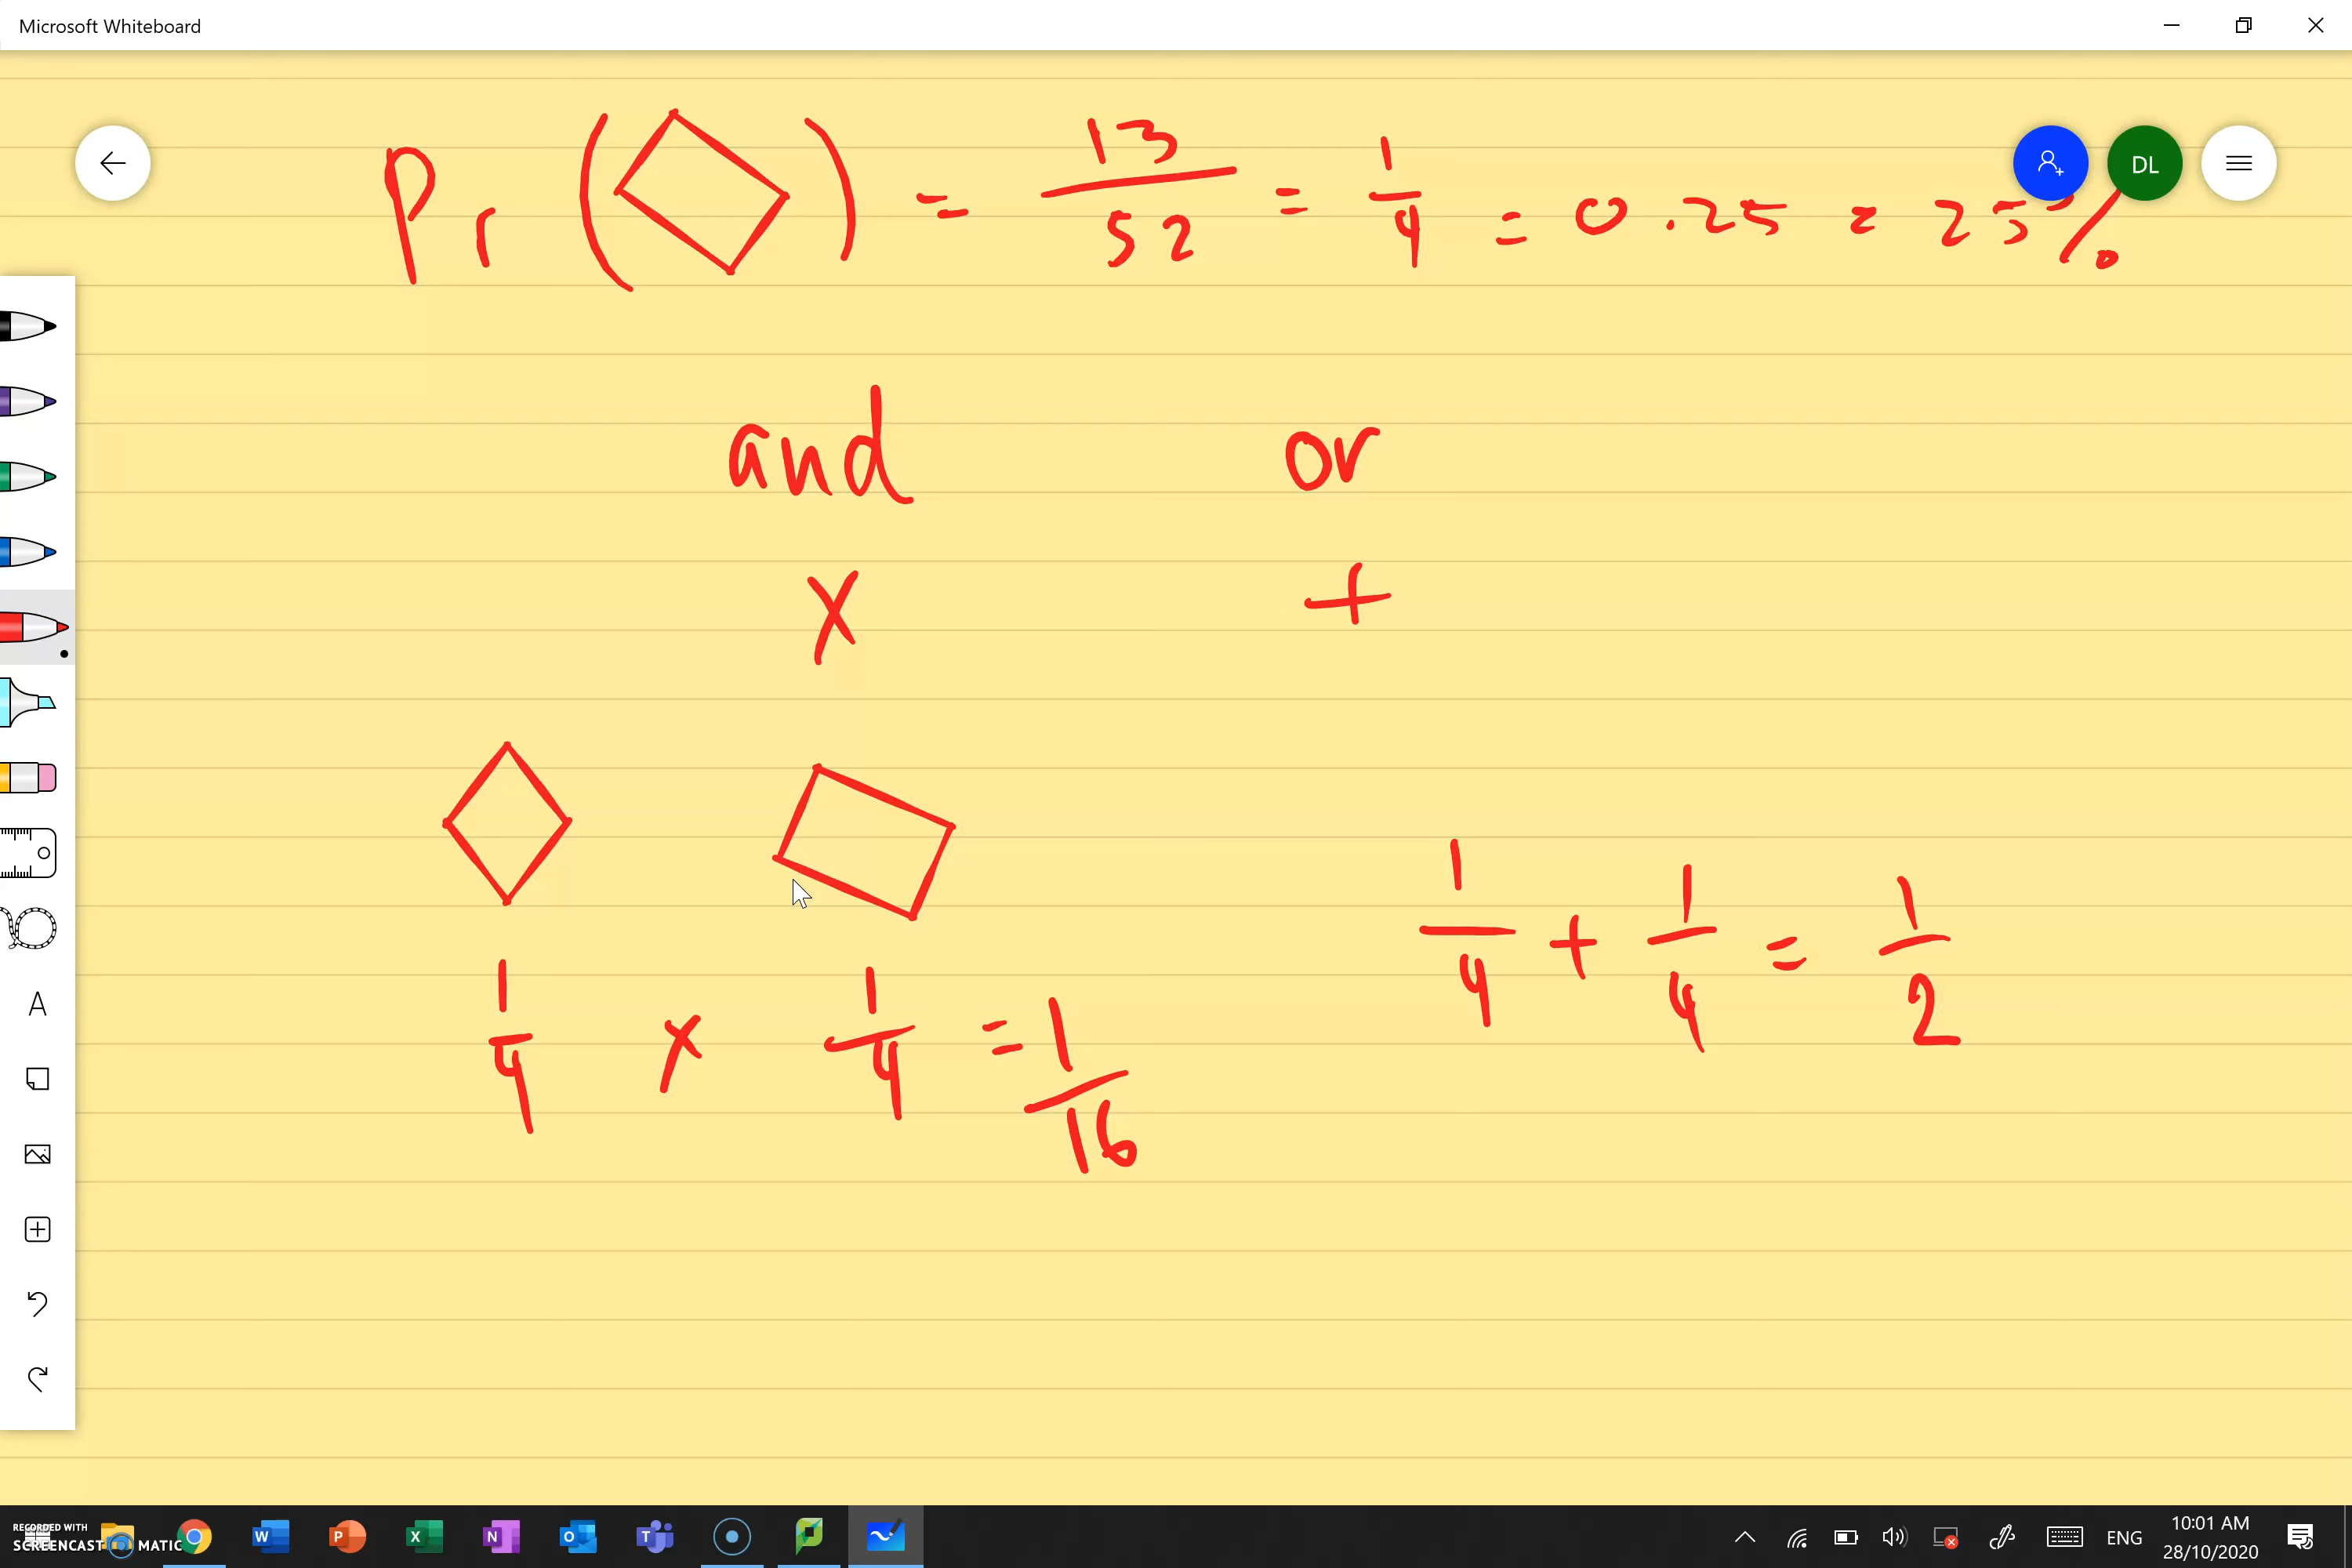 Microsoft Whiteboard
Pr ( ) = 13/52 = 1/4 = 0.25 = 25%
DL
and or
x +
1/4 + 1/4 = 1/2
1/4 x 1/4 = 1/16
A
RECORDED WITH
SCREENCAST MATIC
ENG
10:01 AM
28/10/2020